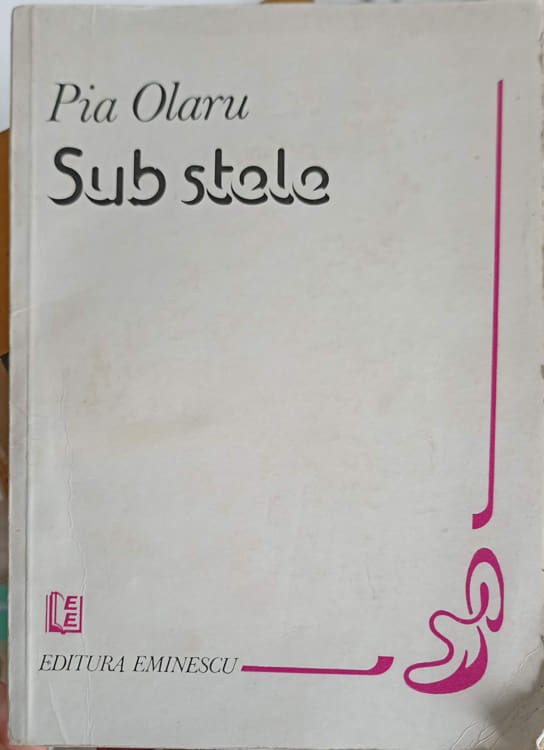 Pia Olaru
Sub stele
E
E
EDITURA EMINESCU